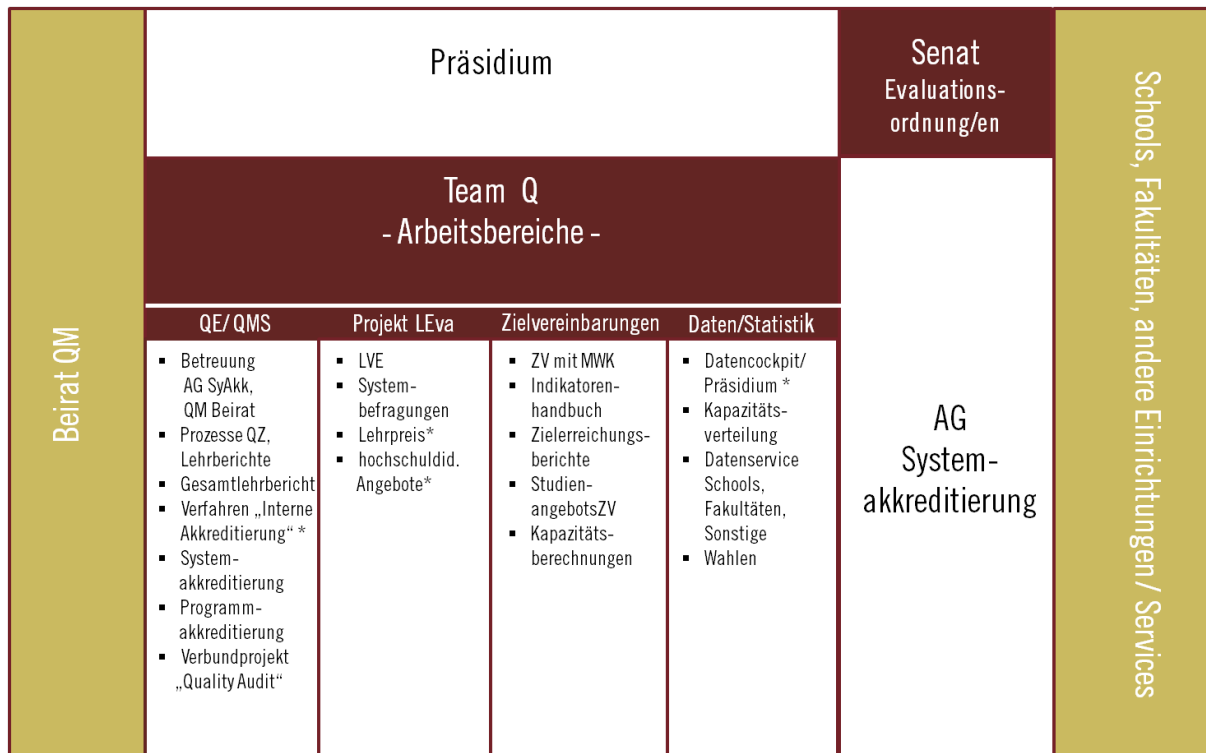 Beirat QM
Präsidium
Senat
Evaluations-
ordnung/en
Team Q
- Arbeitsbereiche -
QE/ QMS
▪ Betreuung
AG SyAkk,
QM Beirat
▪ Prozesse QZ,
Lehrberichte
▪ Gesamtlehrbericht
▪ Verfahren „Interne
Akkreditierung“ *
▪ System-
akkreditierung
▪ Programm-
akkreditierung
▪ Verbundprojekt
„Quality Audit“
Projekt LEva
▪ LVE
▪ System-
befragungen
▪ Lehrpreis*
▪ hochschuldid.
Angebote*
Zielvereinbarungen
▪ ZV mit MWK
▪ Indikatoren-
handbuch
▪ Zielerreichungs-
berichte
▪ Studien-
angebotsZV
▪ Kapazitäts-
berechnungen
Daten/Statistik
▪ Datencockpit/
Präsidium *
▪ Kapazitäts-
verteilung
▪ Datenservice
Schools,
Fakultäten,
Sonstige
▪ Wahlen
AG
System-
akkreditierung
Schools, Fakultäten, andere Einrichtungen / Services